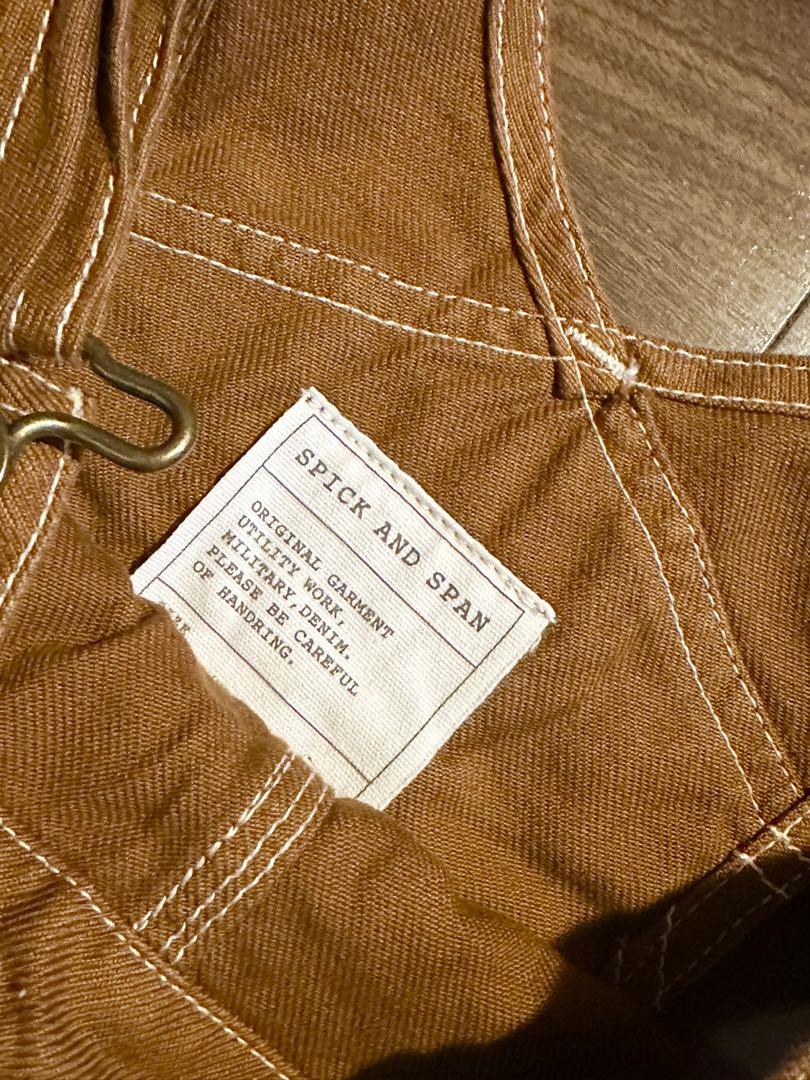 SPICK AND SPAN
ORIGINAL GARMENT
UTILITY WORK,
MILITARY,DENIM.
PLEASE BE CAREFUL
OF HANDRING.